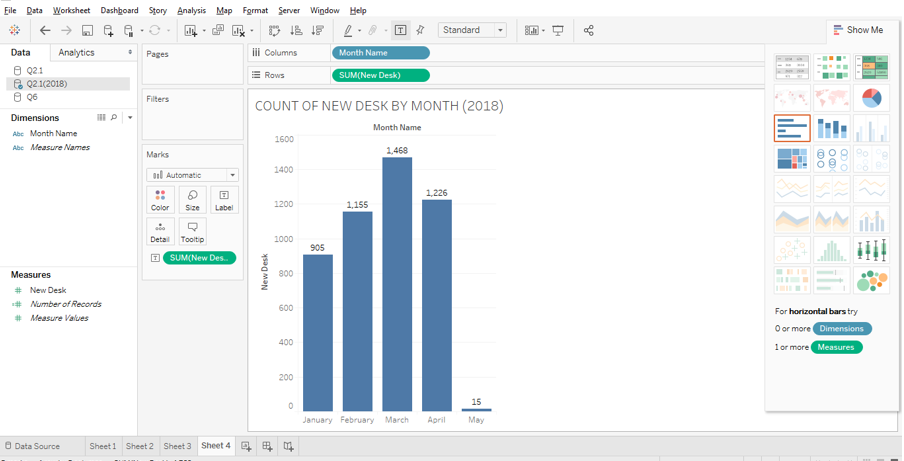 File Data Worksheet Dashboard Story Analysis Map Format Server Window Help
Standard
Show Me
Data Analytics
Pages
Columns Month Name
Rows SUM(New Desk)
Q2.1
Q2.1(2018)
Q6
Filters
Dimensions
Abc Month Name
Abc Measure Names
Marks
Automatic
Color Size Label
Detail Tooltip
SUM(New Des..
Measures
New Desk
Number of Records
Measure Values
COUNT OF NEW DESK BY MONTH (2018)
Month Name
1600
1400
1200
1000
800
600
400
200
0
New Desk
905
1,155
1,468
1,226
15
January February March April May
For horizontal bars try
0 or more Dimensions
1 or more Measures
Data Source Sheet 1 Sheet 2 Sheet 3 Sheet 4